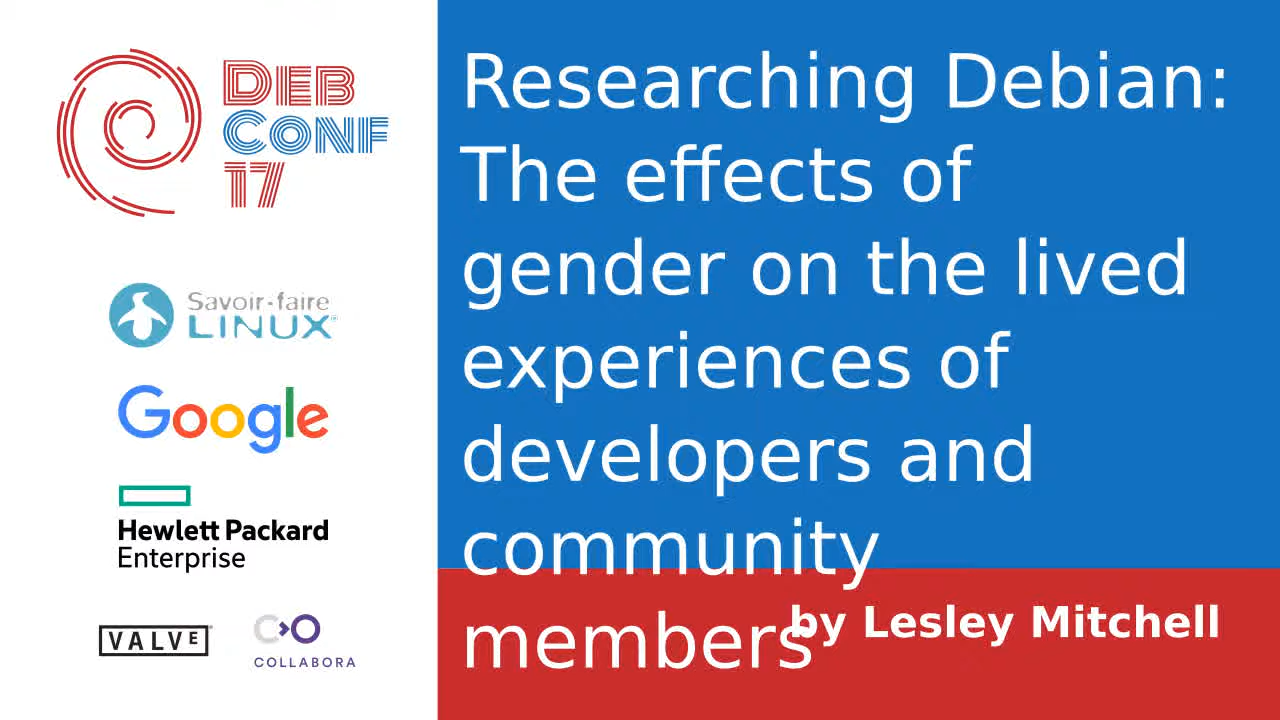 DEB
CONF
17
Savoir-faire
LINUX®
Google
Hewlett Packard
Enterprise
VALVE®
COLLABORA
Researching Debian:
The effects of
gender on the lived
experiences of
developers and
community
members
by Lesley Mitchell